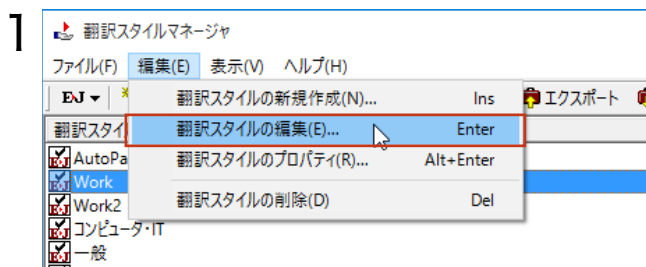 1
翻訳スタイルマネージャ
ファイル(F) 編集(E) 表示(V) ヘルプ(H)
EJ エクスポート
翻訳スタイルの新規作成(N)... Ins
翻訳スタイ
翻訳スタイルの編集(E)... Enter
AutoPa
翻訳スタイルのプロパティ(R)... Alt+Enter
Work
Work2
翻訳スタイルの削除(D) Del
コンピュータ・IT
一般